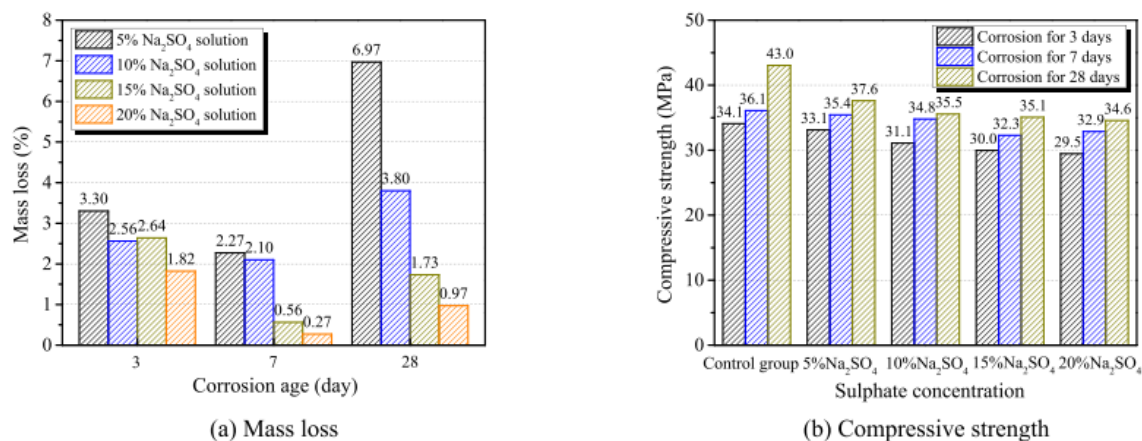 Mass loss (%)
8
7
6
5
4
3
2
1
0
5% Na₂SO₄ solution
10% Na₂SO₄ solution
15% Na₂SO₄ solution
20% Na₂SO₄ solution
3.30
2.56
2.64
1.82
2.27
2.10
0.56
0.27
6.97
3.80
1.73
0.97
3 7 28
Corrosion age (day)
(a) Mass loss
Compressive strength (MPa)
50
40
30
20
10
0
Corrosion for 3 days
Corrosion for 7 days
Corrosion for 28 days
34.1
36.1
43.0
33.1
35.4
37.6
31.1
34.8
35.5
30.0
32.3
35.1
29.5
32.9
34.6
Control group 5%Na₂SO₄ 10%Na₂SO₄ 15%Na₂SO₄ 20%Na₂SO₄
Sulphate concentration
(b) Compressive strength